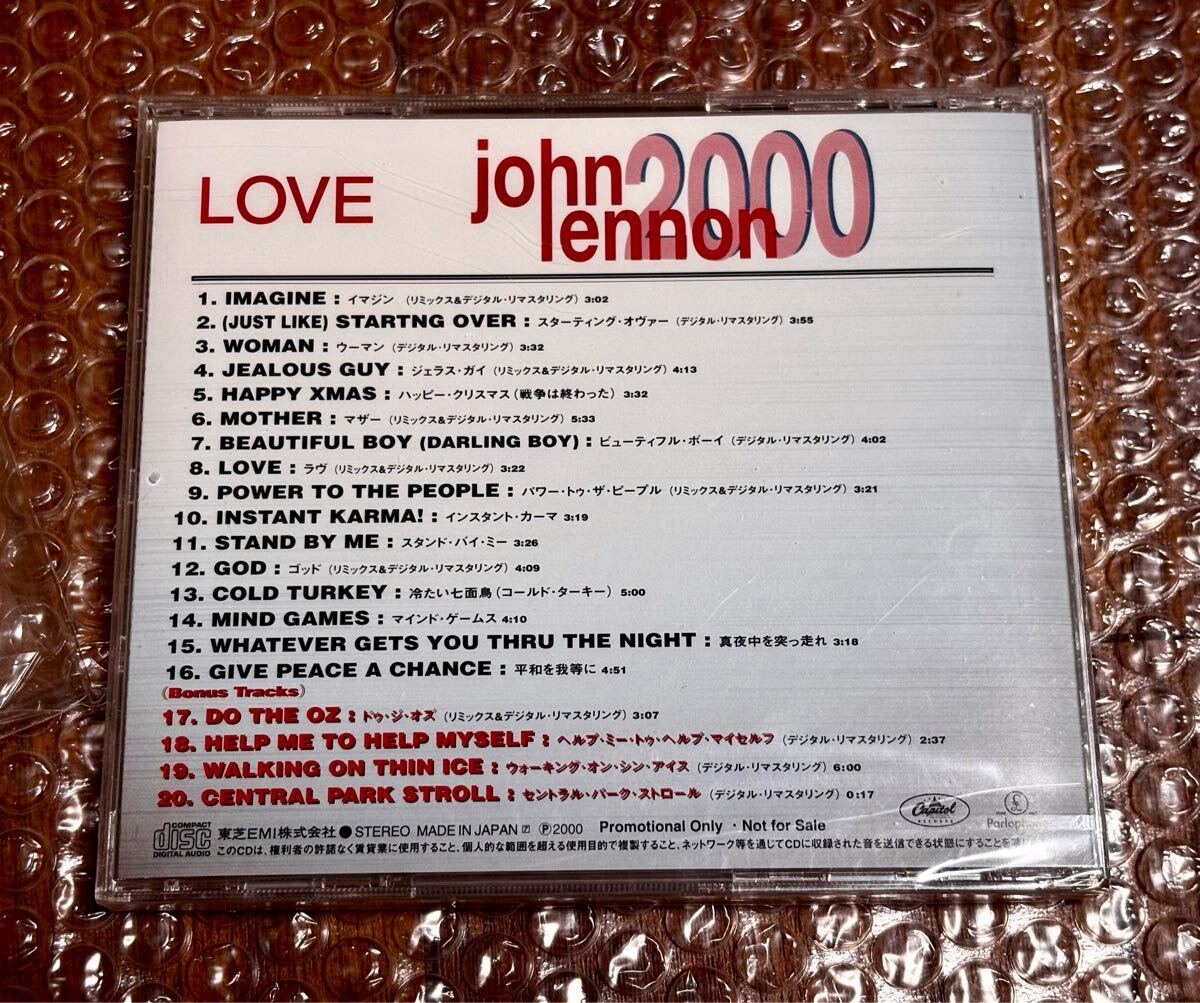 LOVE
john lennon 2000
1. IMAGINE : イマジン (リミックス&デジタル・リマスタリング) 3:02
2. (JUST LIKE) STARTNG OVER : スターティング・オヴァー (デジタル・リマスタリング) 3:55
3. WOMAN : ウーマン (デジタル・リマスタリング) 3:32
4. JEALOUS GUY : ジェラス・ガイ (リミックス&デジタル・リマスタリング) 4:13
5. HAPPY XMAS : ハッピー・クリスマス (戦争は終わった) 3:32
6. MOTHER : マザー (リミックス&デジタル・リマスタリング) 5:33
7. BEAUTIFUL BOY (DARLING BOY) : ビューティフル・ボーイ (デジタル・リマスタリング) 4:02
8. LOVE : ラヴ (リミックス&デジタル・リマスタリング) 3:22
9. POWER TO THE PEOPLE : パワー・トゥ・ザ・ピープル (リミックス&デジタル・リマスタリング) 3:21
10. INSTANT KARMA! : インスタント・カーマ 3:19
11. STAND BY ME : スタンド・バイ・ミー 3:26
12. GOD : ゴッド (リミックス&デジタル・リマスタリング) 4:09
13. COLD TURKEY : 冷たい七面鳥 (コールド・ターキー) 5:00
14. MIND GAMES : マインド・ゲームス 4:10
15. WHATEVER GETS YOU THRU THE NIGHT : 真夜中を突っ走れ 3:18
16. GIVE PEACE A CHANCE : 平和を我等に 4:51
(Bonus Tracks)
17. DO THE OZ : ドゥ・ジ・オズ (リミックス&デジタル・リマスタリング) 3:07
18. HELP ME TO HELP MYSELF : ヘルプ・ミー・トゥ・ヘルプ・マイセルフ (デジタル・リマスタリング) 2:37
19. WALKING ON THIN ICE : ウォーキング・オン・シン・アイス (デジタル・リマスタリング) 6:00
20. CENTRAL PARK STROLL : セントラル・パーク・ストロール (デジタル・リマスタリング) 0:17
COMPACT disc DIGITAL AUDIO
東芝EMI株式会社 ● STEREO MADE IN JAPAN Ⓟ2000 Promotional Only ・ Not for Sale
Capitol RECORDS
このCDは、権利者の許諾なく賃貸業に使用すること、個人的な範囲を超える使用目的で複製すること、ネットワーク等を通じてCDに収録された音を送信できる状態にすることを